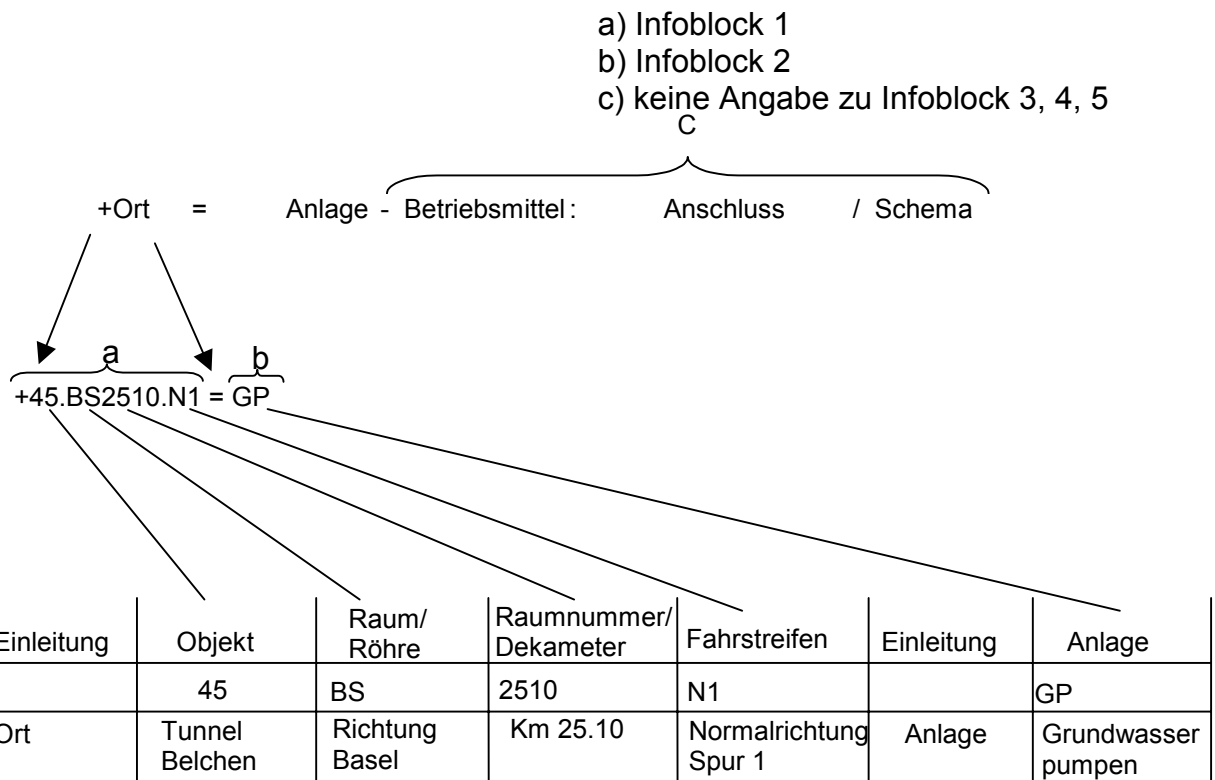 a) Infoblock 1
b) Infoblock 2
c) keine Angabe zu Infoblock 3, 4, 5
C
+Ort = Anlage - Betriebsmittel : Anschluss / Schema
a b
+45.BS2510.N1 = GP
Einleitung Objekt Raum/ Röhre Raumnummer/ Dekameter Fahrstreifen Einleitung Anlage
45 BS 2510 N1 GP
Ort Tunnel Belchen Richtung Basel Km 25.10 Normalrichtung Spur 1 Anlage Grundwasser pumpen